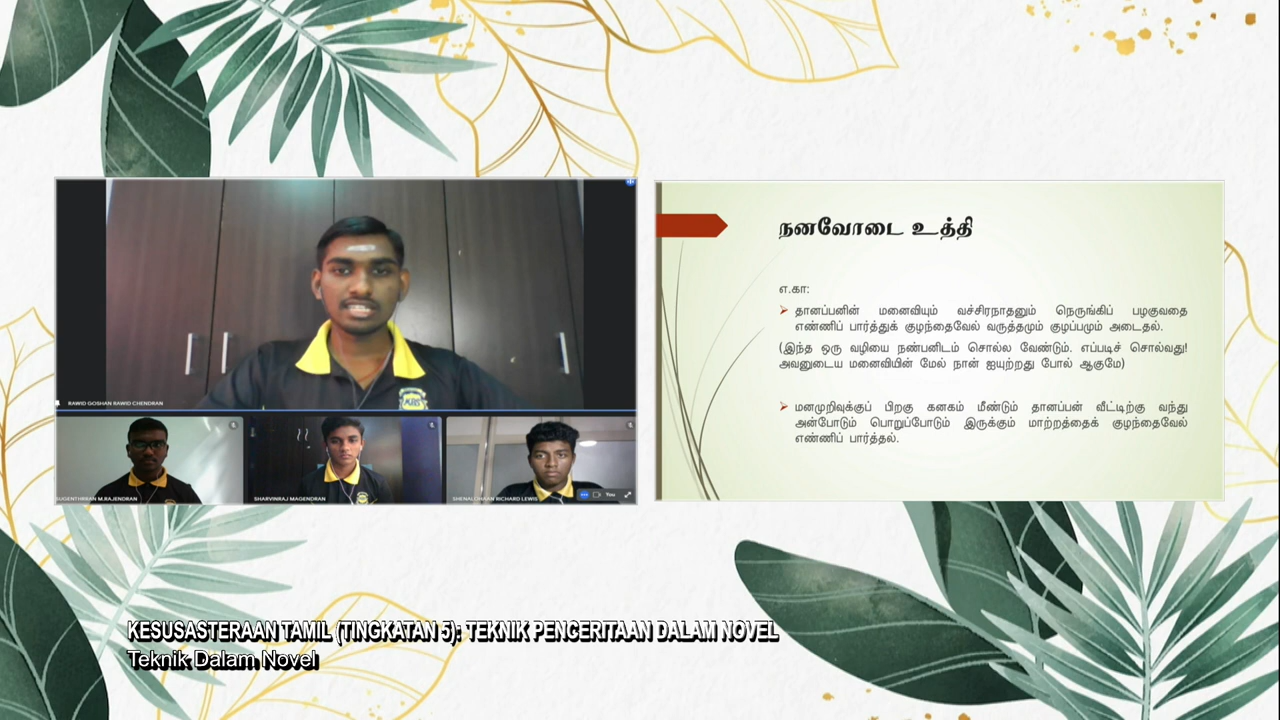 RAWID GOSHAN RAWID CHENDRAN
SUGENTHRRAN M.RAJENDRAN
SHARVINRAJ MAGENDRAN
SHENALDHAAN RICHARD LEWIS
You
நனவோடை உத்தி
எ.கா:
தானப்பனின் மனைவியும் வச்சிரநாதனும் நெருங்கிப் பழகுவதை
எண்ணிப் பார்த்துக் குழந்தைவேல் வருத்தமும் குழப்பமும் அடைதல்.
(இந்த ஒரு வழியை நண்பனிடம் சொல்ல வேண்டும். எப்படிச் சொல்வது!
அவனுடைய மனைவியின் மேல் நான் ஐயுற்றது போல் ஆகுமே)
மனமுறிவுக்குப் பிறகு கனகம் மீண்டும் தானப்பன் வீட்டிற்கு வந்து
அன்போடும் பொறுப்போடும் இருக்கும் மாற்றத்தைக் குழந்தைவேல்
எண்ணிப் பார்த்தல்.
KESUSASTERAAN TAMIL (TINGKATAN 5): TEKNIK PENCERITAAN DALAM NOVEL
Teknik Dalam Novel